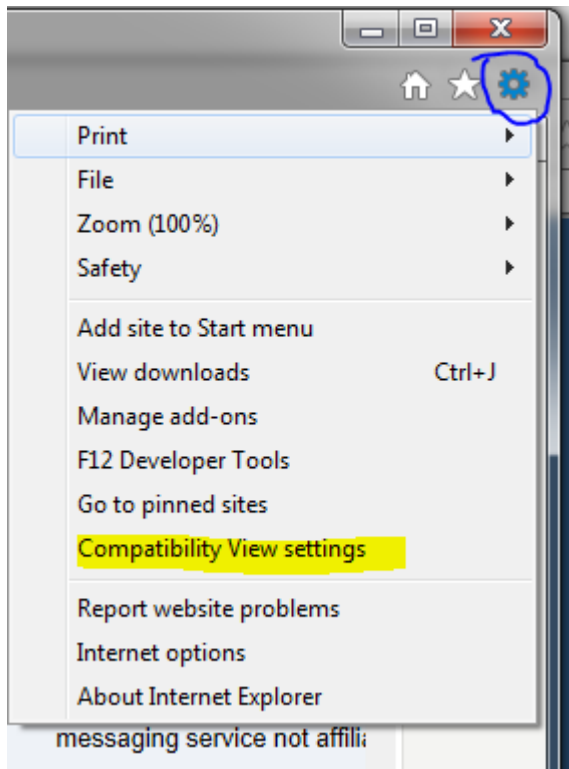 Print
File
Zoom (100%)
Safety
Add site to Start menu
View downloads Ctrl+J
Manage add-ons
F12 Developer Tools
Go to pinned sites
Compatibility View settings
Report website problems
Internet options
About Internet Explorer
messaging service not